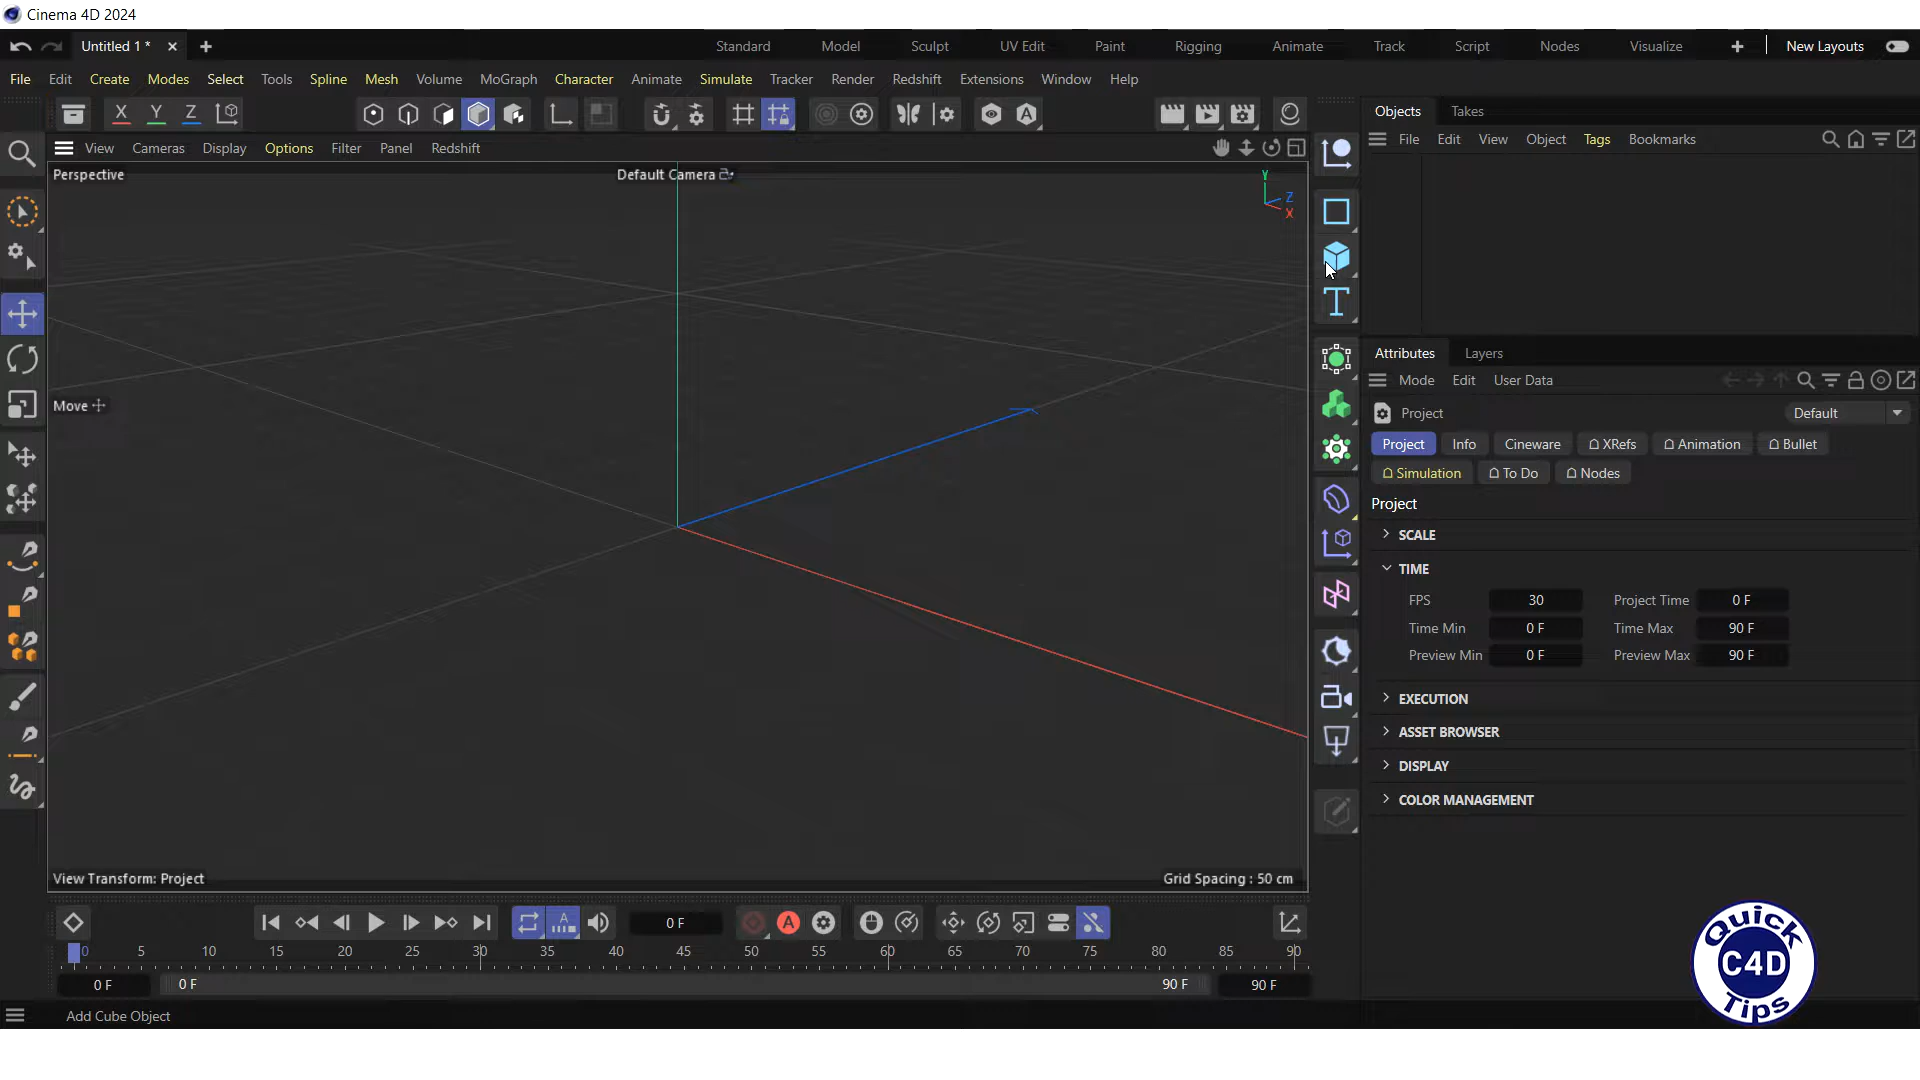 Cinema 4D 2024
Untitled 1 *
Standard Model Sculpt UV Edit Paint Rigging Animate Track Script Nodes Visualize New Layouts
File Edit Create Modes Select Tools Spline Mesh Volume MoGraph Character Animate Simulate Tracker Render Redshift Extensions Window Help
X Y Z
A
Objects Takes
File Edit View Object Tags Bookmarks
View Cameras Display Options Filter Panel Redshift
Perspective
Default Camera
Y
Z
X
T
Move
Attributes Layers
Mode Edit User Data
Project Default
Project Info Cineware XRefs Animation Bullet
Simulation To Do Nodes
Project
SCALE
TIME
FPS 30 Project Time 0 F
Time Min 0 F Time Max 90 F
Preview Min 0 F Preview Max 90 F
EXECUTION
ASSET BROWSER
DISPLAY
COLOR MANAGEMENT
View Transform: Project
Grid Spacing : 50 cm
A 0 F A
0 5 10 15 20 25 30 35 40 45 50 55 60 65 70 75 80 85 90
0 F 0 F 90 F 90 F
Add Cube Object
Quick
C4D
Tips